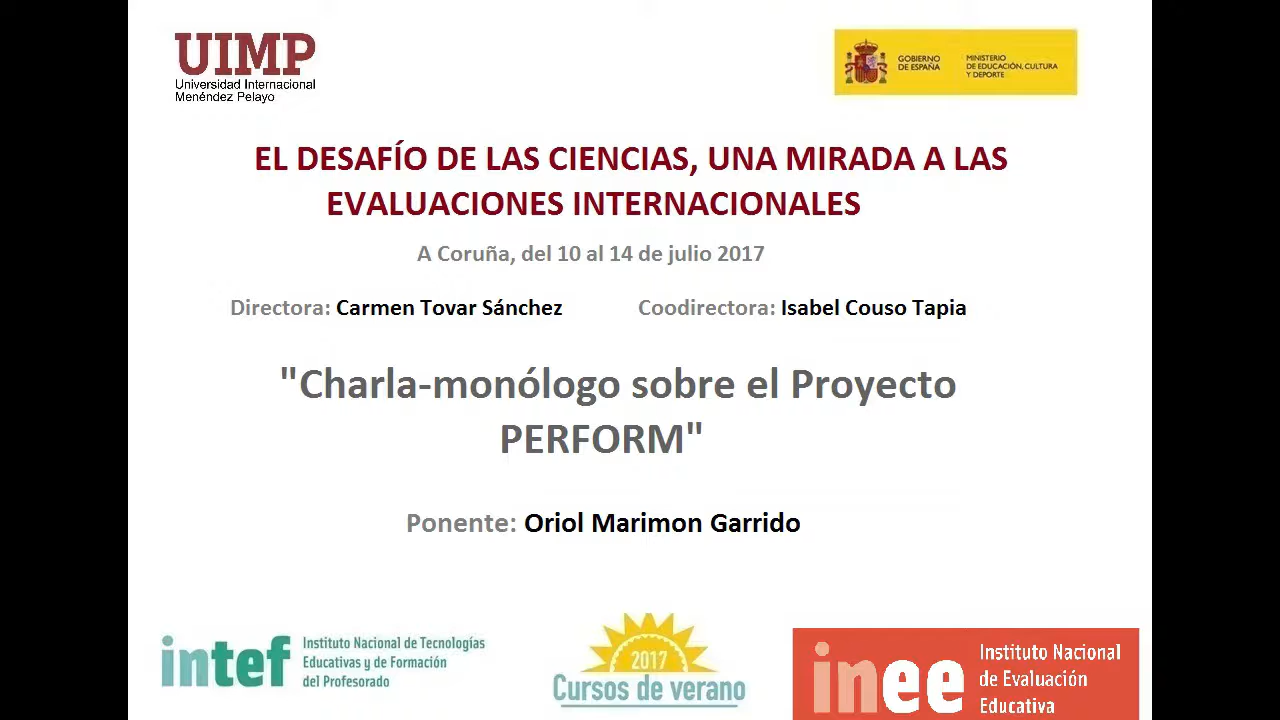 UIMP
Universidad Internacional
Menéndez Pelayo
GOBIERNO
DE ESPAÑA
MINISTERIO
DE EDUCACIÓN, CULTURA
Y DEPORTE
EL DESAFÍO DE LAS CIENCIAS, UNA MIRADA A LAS
EVALUACIONES INTERNACIONALES
A Coruña, del 10 al 14 de julio 2017
Directora: Carmen Tovar Sánchez Coodirectora: Isabel Couso Tapia
"Charla-monólogo sobre el Proyecto
PERFORM"
Ponente: Oriol Marimon Garrido
intef
Instituto Nacional de Tecnologías
Educativas y de Formación
del Profesorado
2017
Cursos de verano
inee
Instituto Nacional
de Evaluación
Educativa